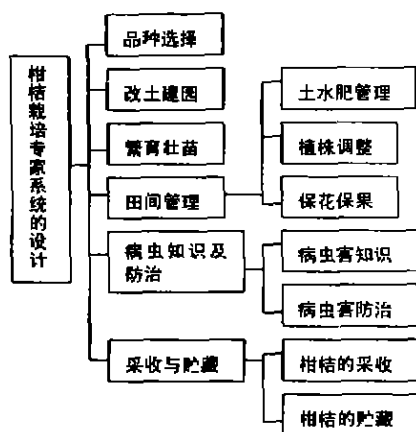 柑桔栽培专家系统的设计
品种选择
改土建园
繁育壮苗
田间管理
病虫知识及
防治
采收与贮藏
土水肥管理
植株调整
保花保果
病虫害知识
病虫害防治
柑桔的采收
柑桔的贮藏